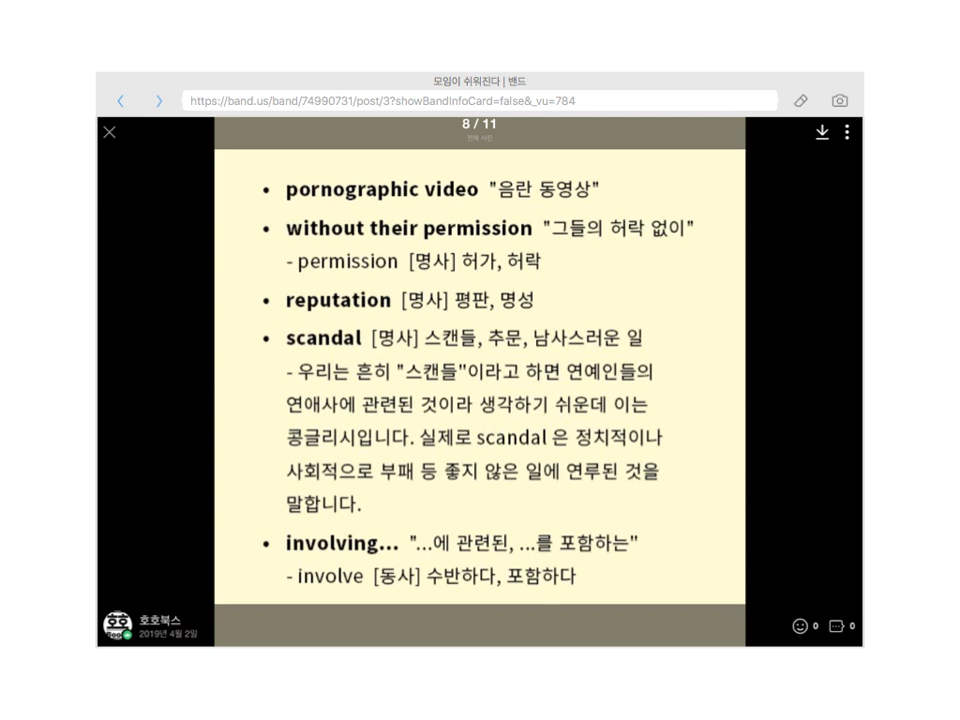 모임이 쉬워진다 | 밴드
https://band.us/band/74990731/post/3?showBandInfoCard=false&_vu=784
8 / 11
전체 사진
• pornographic video "음란 동영상"
• without their permission "그들의 허락 없이"
- permission [명사] 허가, 허락
• reputation [명사] 평판, 명성
• scandal [명사] 스캔들, 추문, 남사스러운 일
- 우리는 흔히 "스캔들"이라고 하면 연예인들의
연애사에 관련된 것이라 생각하기 쉬운데 이는
콩글리시입니다. 실제로 scandal 은 정치적이나
사회적으로 부패 등 좋지 않은 일에 연루된 것을
말합니다.
• involving... "...에 관련된, ...를 포함하는"
- involve [동사] 수반하다, 포함하다
호호북스
2019년 4월 2일
0
0